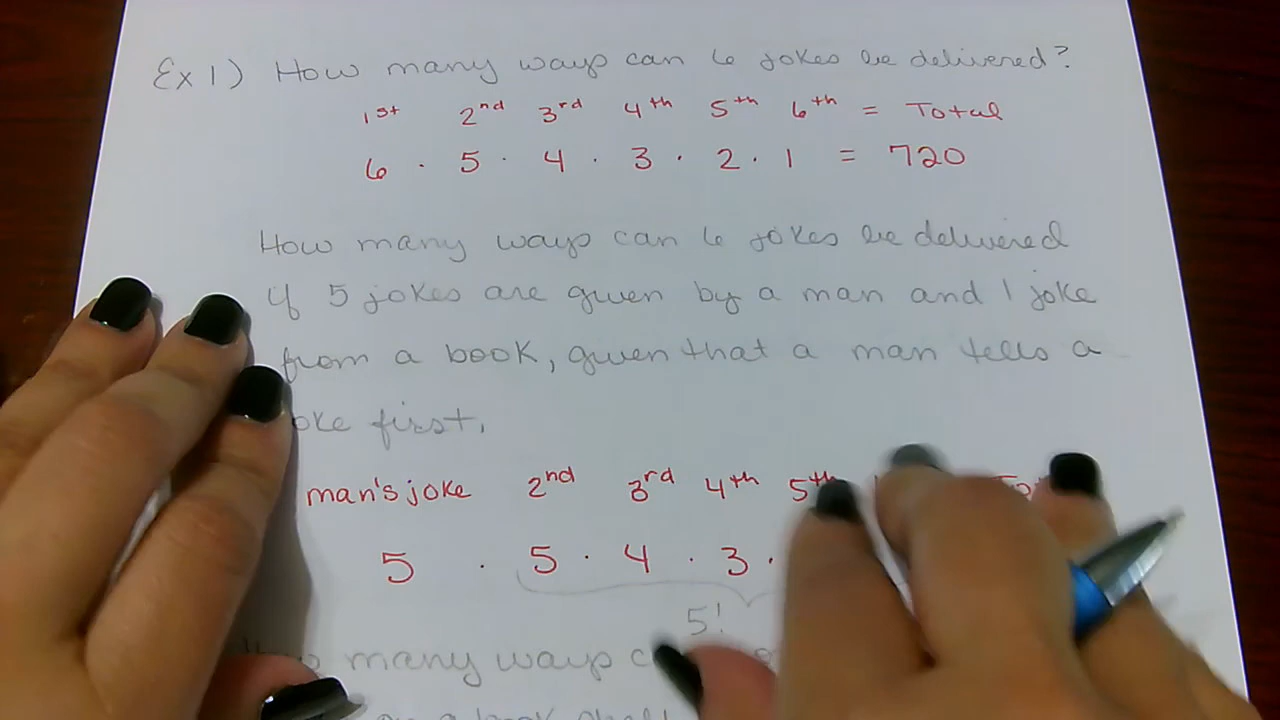 Ex 1) How many ways can 6 jokes be delivered?
1st 2nd 3rd 4th 5th 6th = Total
6 · 5 · 4 · 3 · 2 · 1 = 720
How many ways can 6 jokes be delivered
if 5 jokes are given by a man and 1 joke
from a book, given that a man tells a
first.
man's joke 2nd 3rd 4th 5th
5 · 5 · 4 · 3 ·
5!
many ways
a book